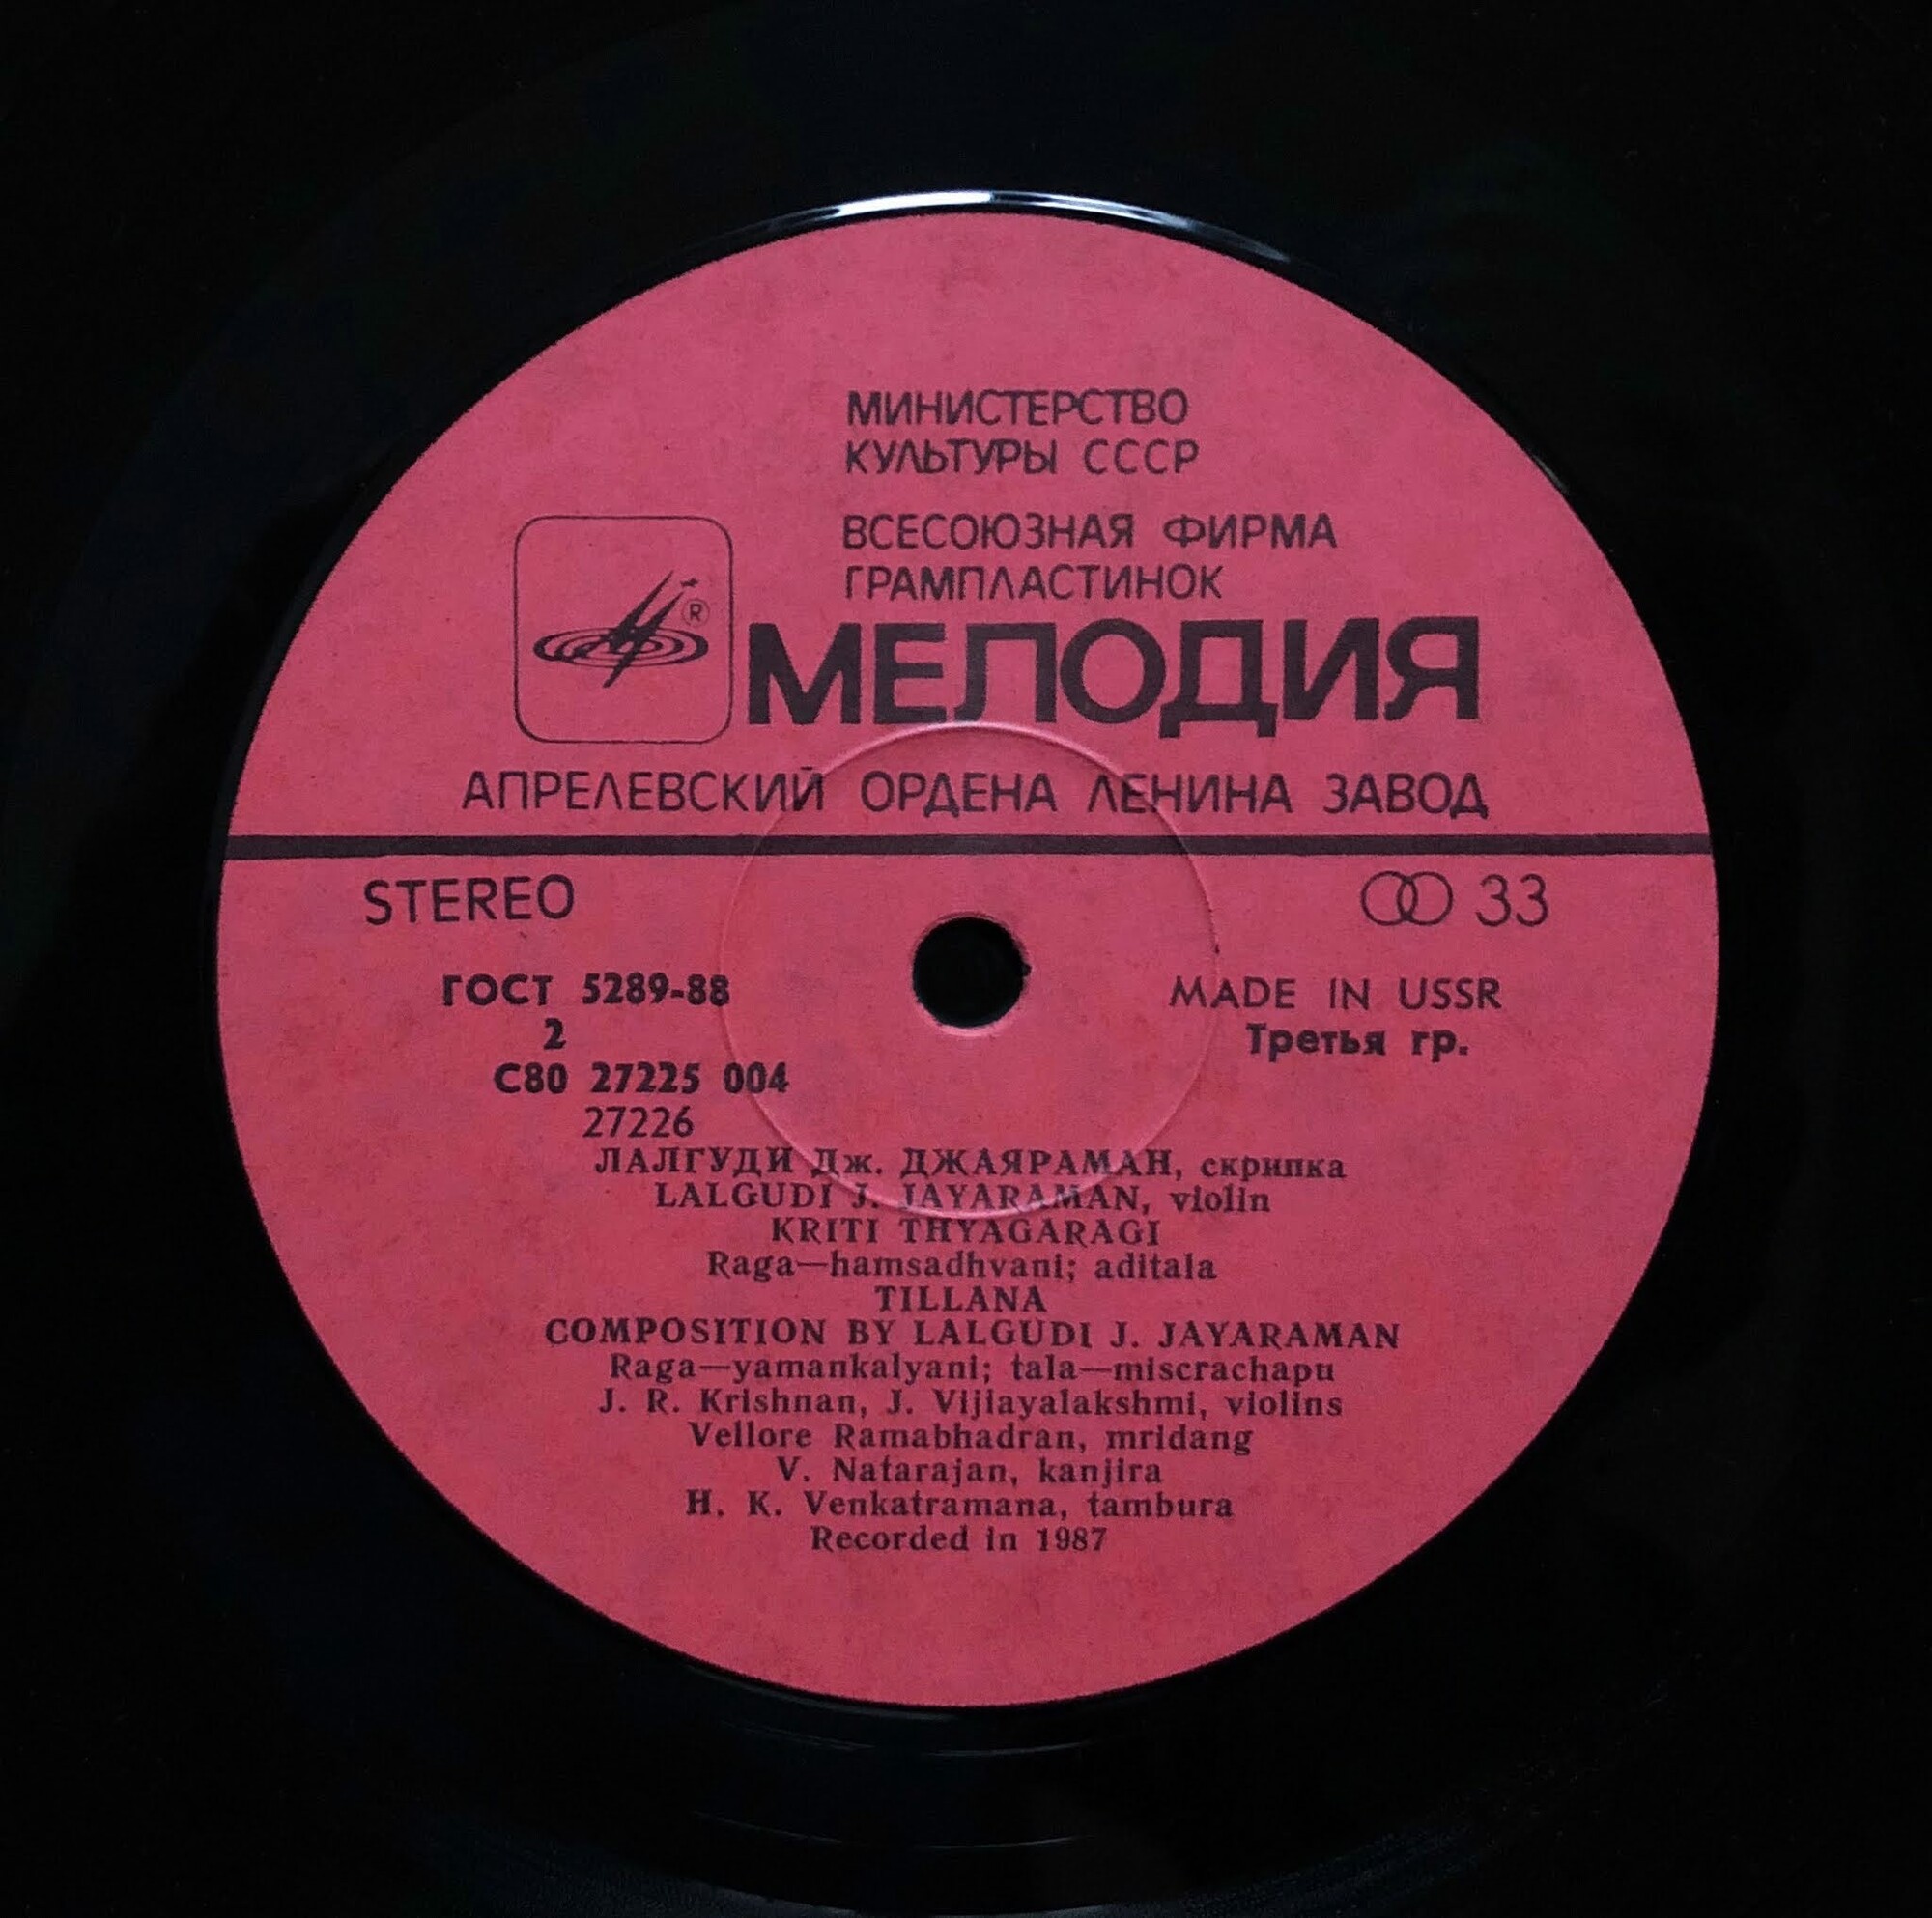 МИНИСТЕРСТВО
КУЛЬТУРЫ СССР
ВСЕСОЮЗНАЯ ФИРМА
ГРАМПЛАСТИНОК
®
МЕЛОДИЯ
АПРЕЛЕВСКИЙ ОРДЕНА ЛЕНИНА ЗАВОД
STEREO
33
ГОСТ 5289-88
MADE IN USSR
2
Третья гр.
С80 27225 004
27226
ЛАЛГУДИ Дж. ДЖАЯРАМАН, скрипка
LALGUDI J. JAYARAMAN, violin
KRITI THYAGARAGI
Raga—hamsadhvani; aditala
TILLANA
COMPOSITION BY LALGUDI J. JAYARAMAN
Raga—yamankalyani; tala—miscrachapu
J. R. Krishnan, J. Vijiayalakshmi, violins
Vellore Ramabhadran, mridang
V. Natarajan, kanjira
H. K. Venkatramana, tambura
Recorded in 1987